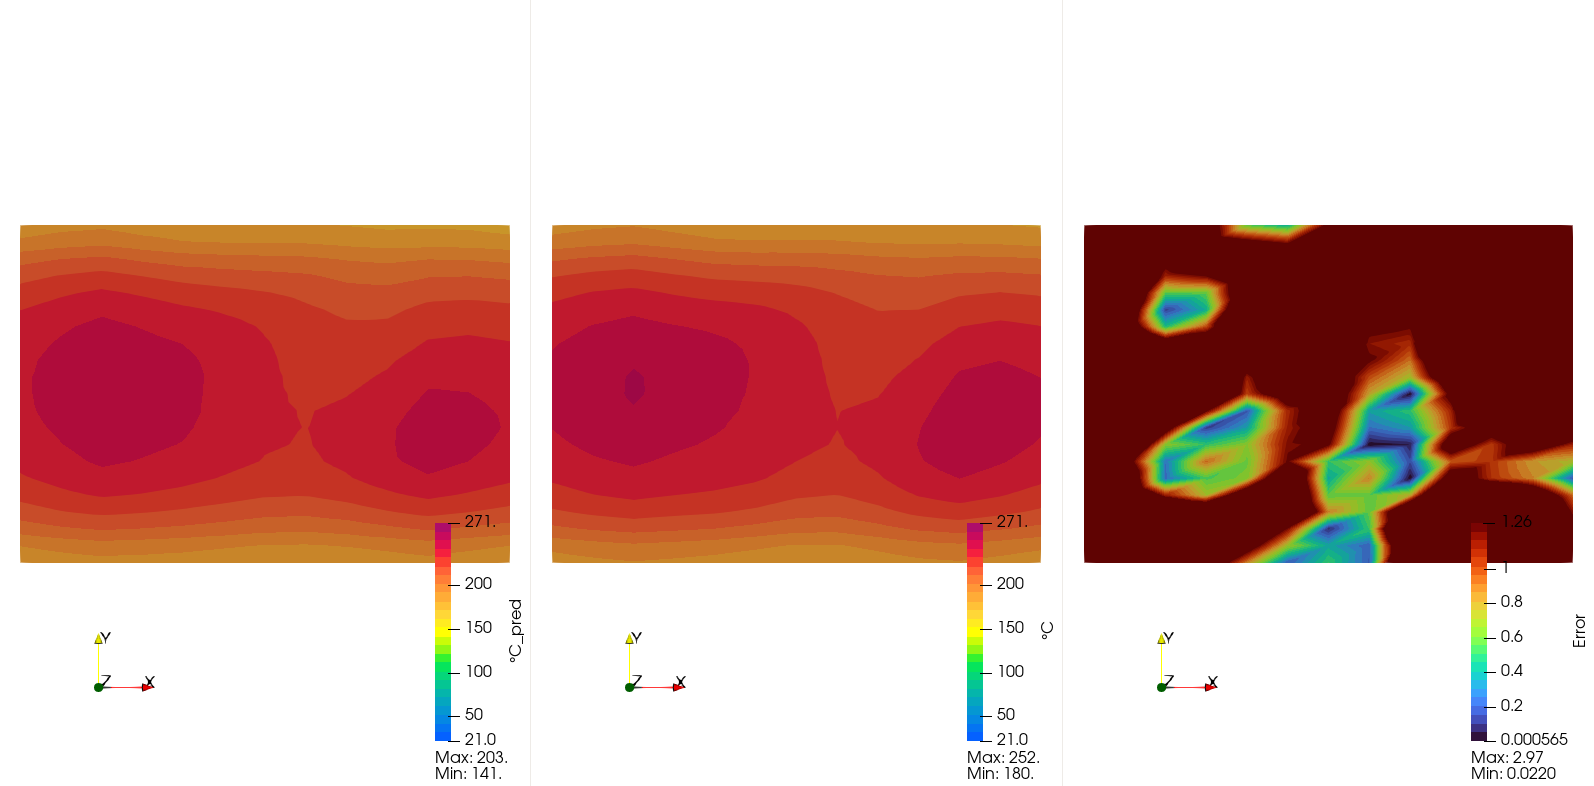 271.
200
150
100
50
21.0
°C_pred
Max: 203.
Min: 141.
Y
Z
X
271.
200
150
100
50
21.0
°C
Max: 252.
Min: 180.
Y
Z
X
1.26
1
0.8
0.6
0.4
0.2
0.000565
Error
Max: 2.97
Min: 0.0220
Y
Z
X